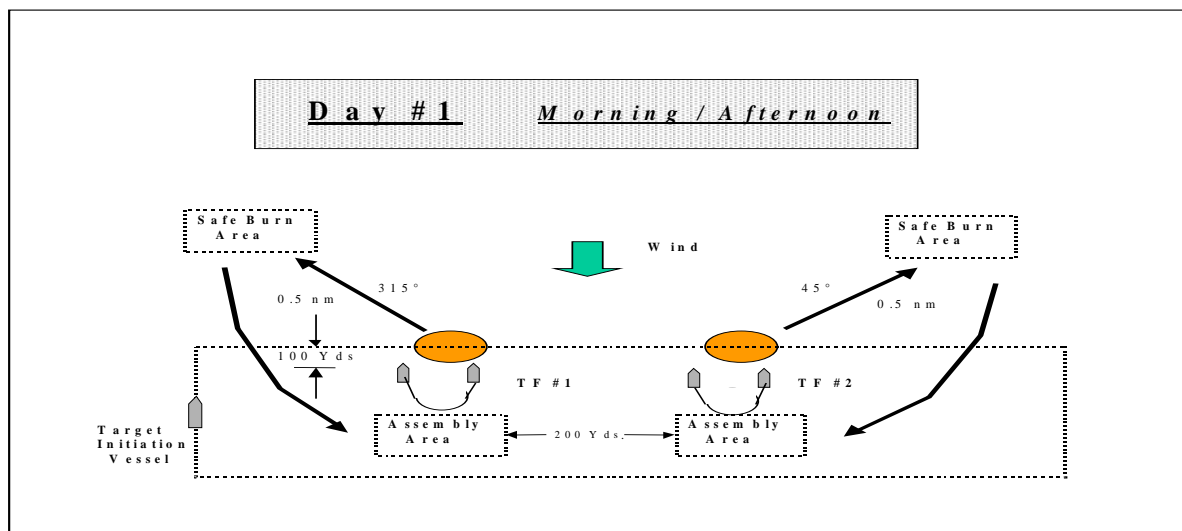 Day #1 Morning / Afternoon
Safe Burn
Area
Safe Burn
Area
Wind
315°
45°
0.5 nm
0.5 nm
100 Yds
TF #1
TF #2
Assembly
Area
200 Yds.
Assembly
Area
Target
Initiation
Vessel